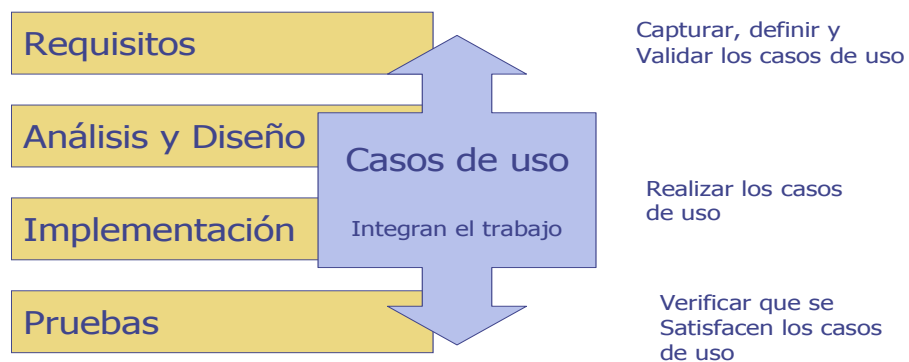 Requisitos
Capturar, definir y
Validar los casos de uso
Análisis y Diseño
Casos de uso
Integran el trabajo
Realizar los casos
de uso
Implementación
Pruebas
Verificar que se
Satisfacen los casos
de uso